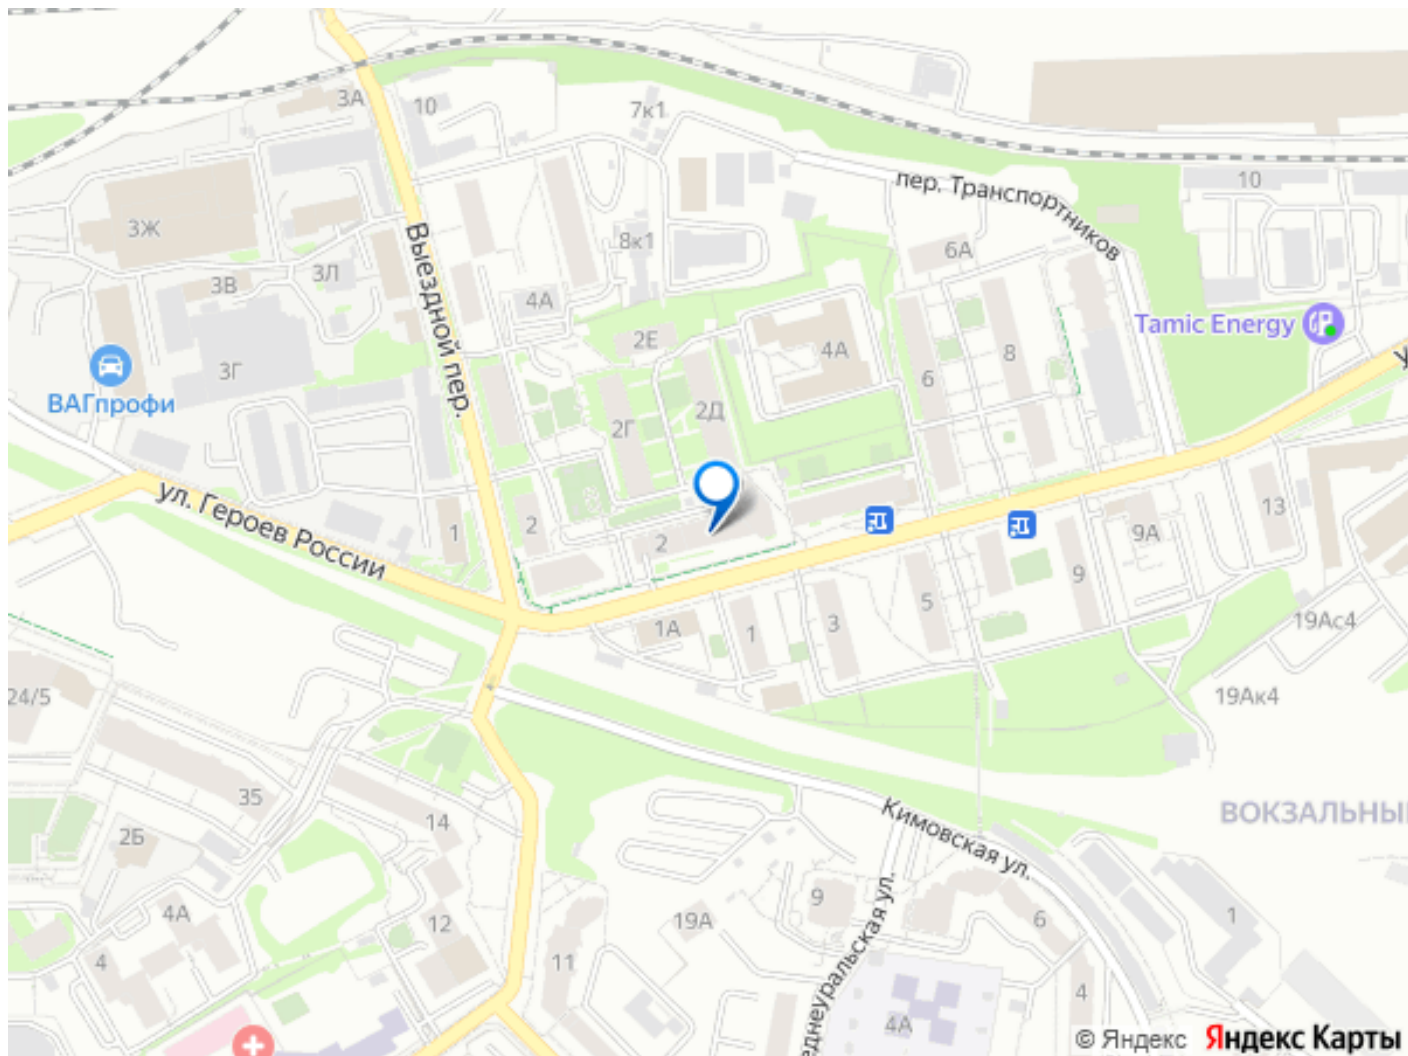 3А
10
7к1
10
пер. Транспортников
3Ж
Выездной пер.
8к1
6А
3Л
3В
4А
Tamic Energy
2Е
4А
8
3Г
6
ВАГпрофи
2Д
2Г
ул. Героев России
1
2
2
13
9А
9
5
3
1А
1
19Ас4
24/5
19Ак4
35
14
2Б
ВОКЗАЛЬНЫ
Кимовская ул.
9
4А
12
19А
6
1
4
11
4
4А
еднеуральская ул.
© Яндекс
Яндекс Карты